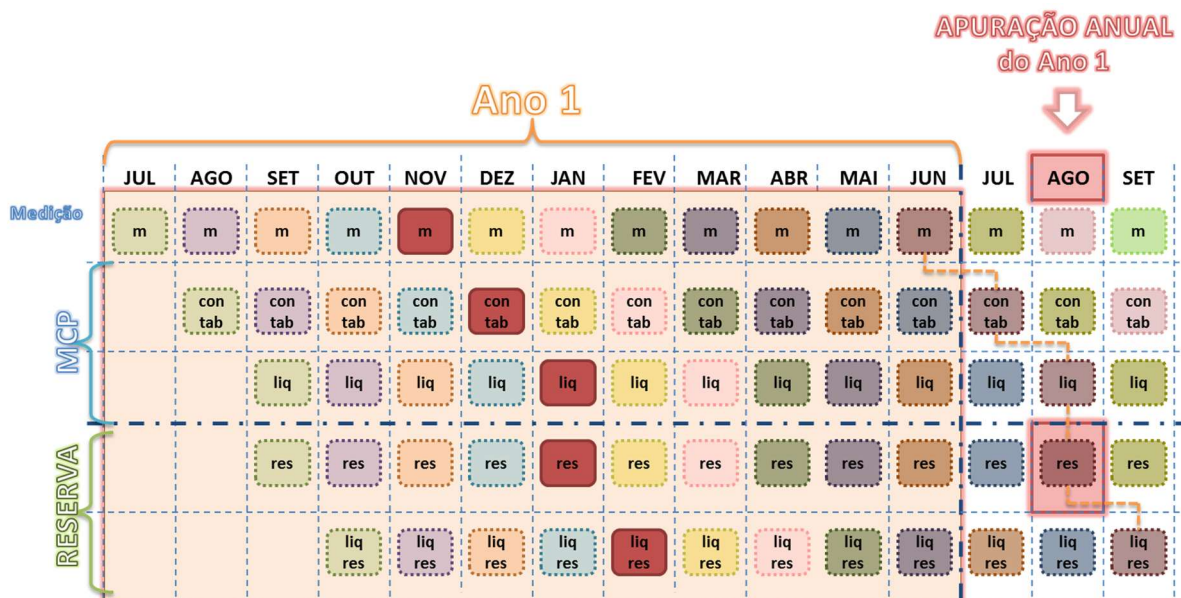 APURAÇÃO ANUAL
do Ano 1
Ano 1
JUL AGO SET OUT NOV DEZ JAN FEV MAR ABR MAI JUN JUL AGO SET
Medição
m m m m m m m m m m m m m m m
MCP
con con con con con con con con con con con con con con
tab tab tab tab tab tab tab tab tab tab tab tab tab tab
liq liq liq liq liq liq liq liq liq liq liq liq liq
RESERVA
res res res res res res res res res res res res res
liq liq liq liq liq liq liq liq liq liq liq liq
res res res res res res res res res res res res